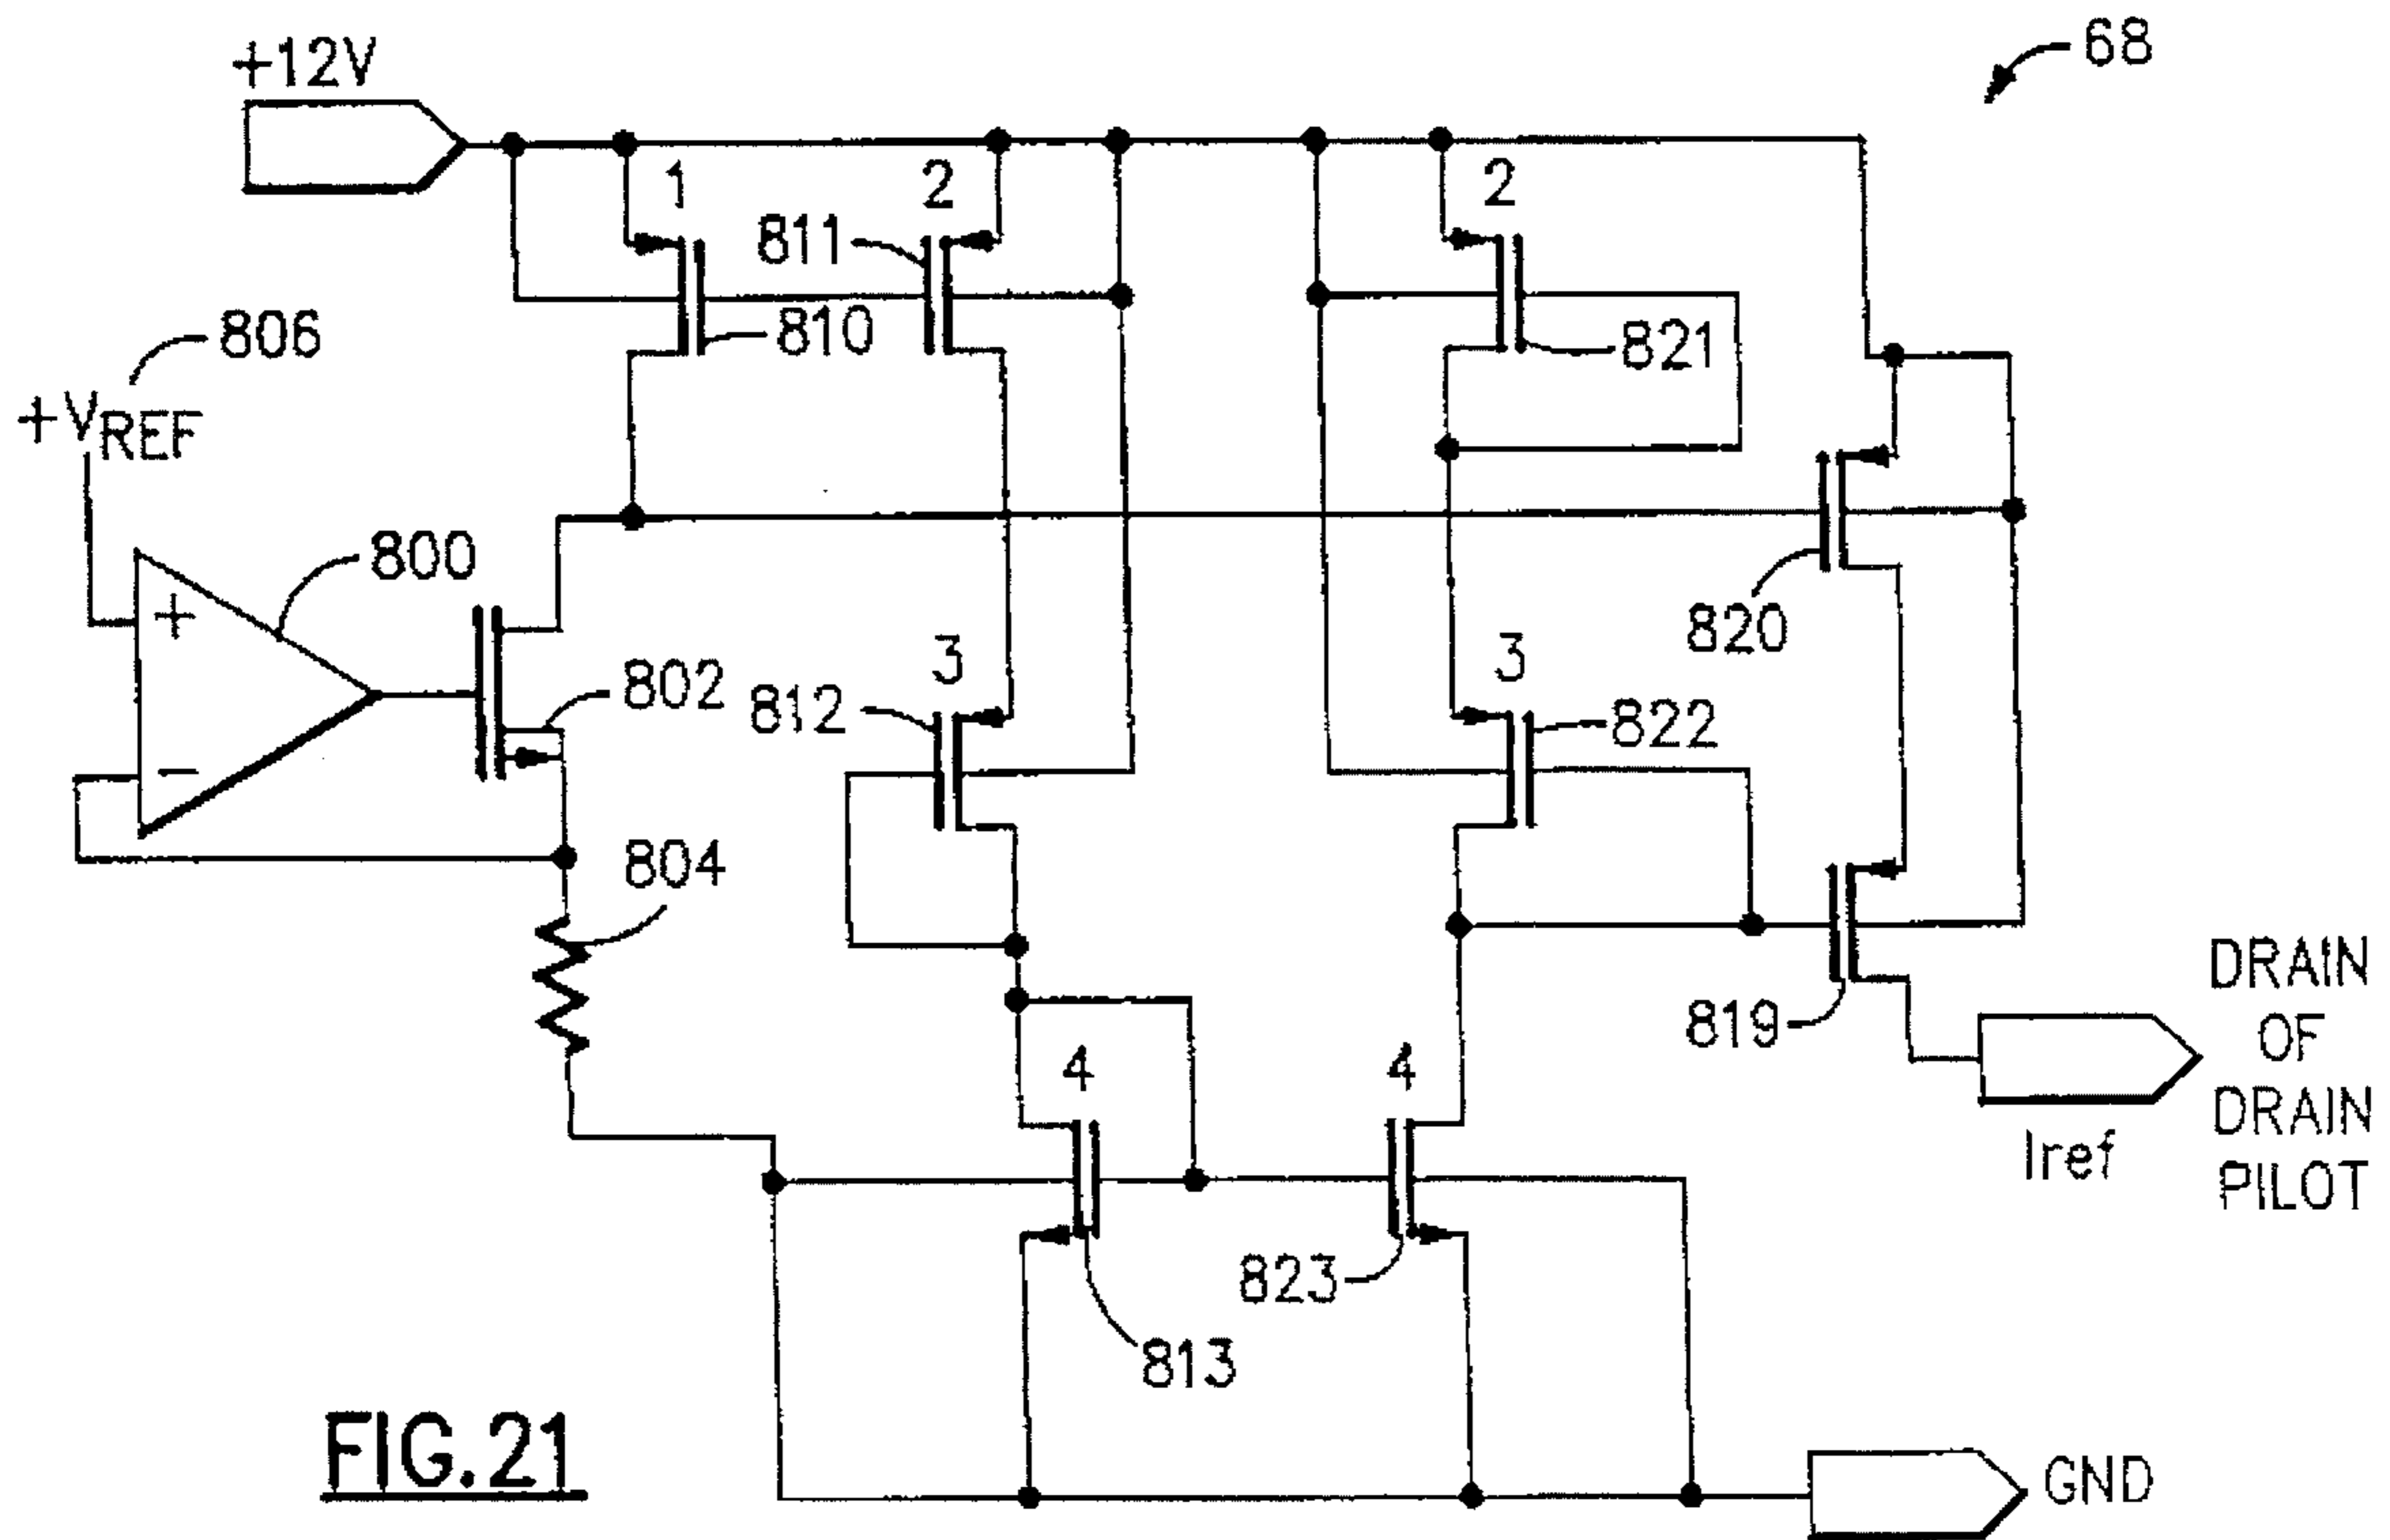 68
+12V
1
2
2
811
810
821
806
+VREF
800
+
-
802
3
812
3
822
820
804
819
DRAIN
OF
DRAIN
PILOT
Iref
4
4
823
813
FIG.21
GND